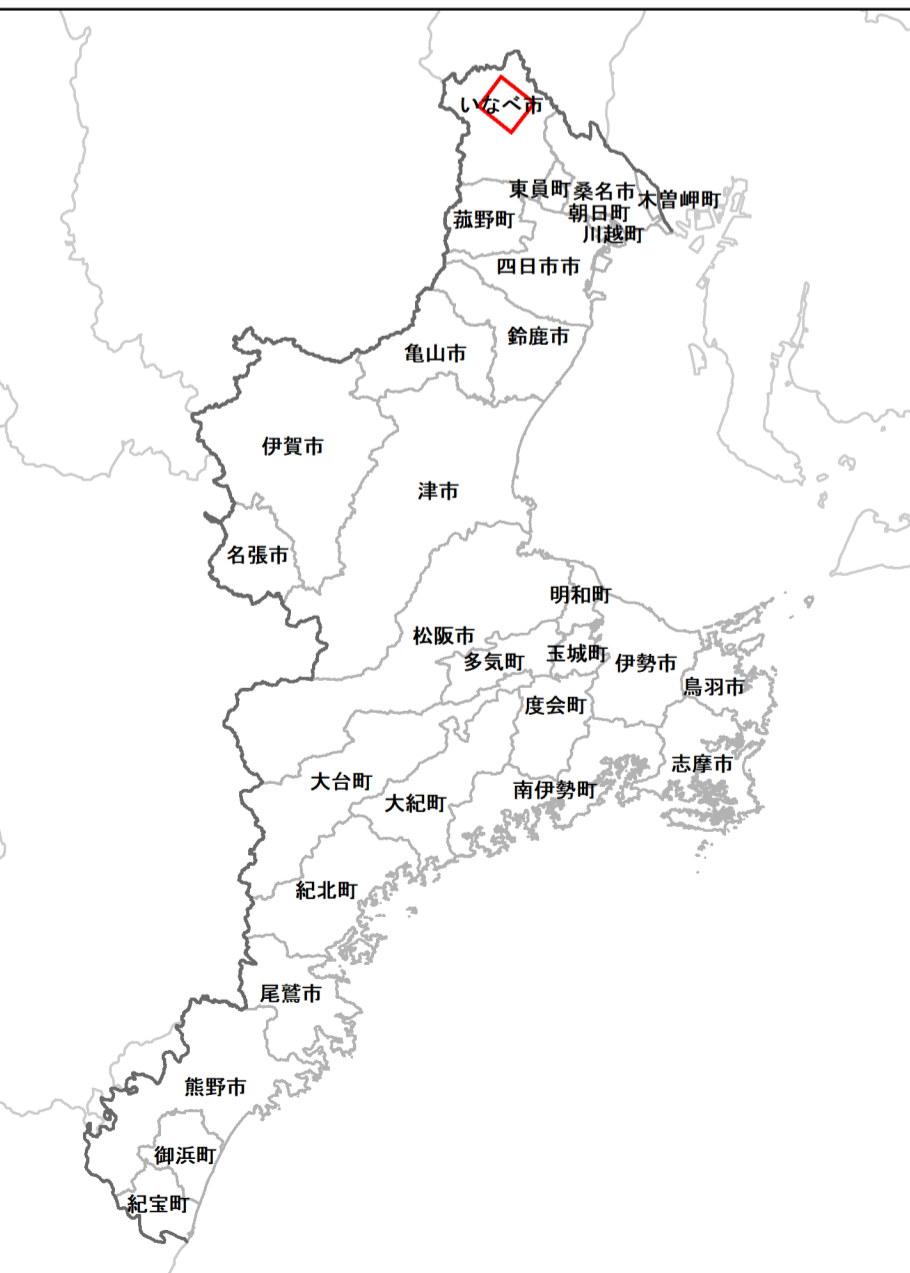 いなべ市
東員町
桑名市
木曽岬町
朝日町
菰野町
川越町
四日市市
鈴鹿市
亀山市
伊賀市
津市
名張市
明和町
松阪市
多気町
玉城町
伊勢市
鳥羽市
度会町
志摩市
大台町
南伊勢町
大紀町
紀北町
尾鷲市
熊野市
御浜町
紀宝町